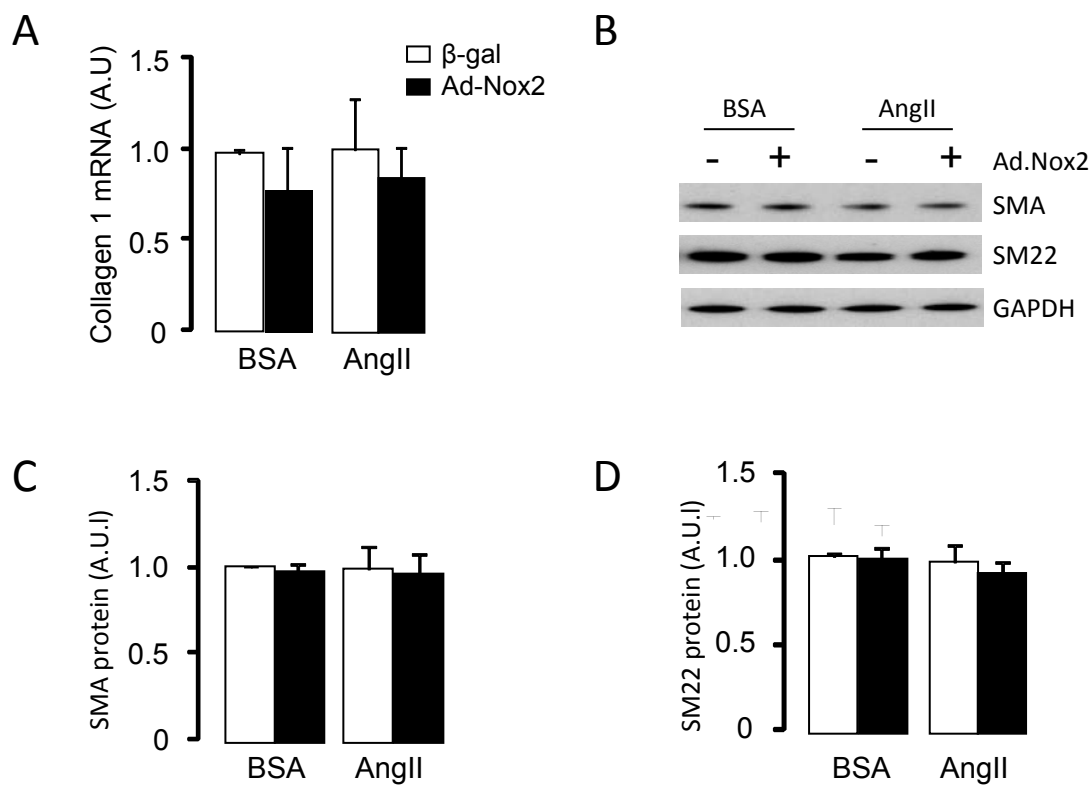 A
Collagen 1 mRNA (A.U)
1.5
1.0
0.5
0
β-gal
Ad-Nox2
BSA AngII
B
BSA AngII
- + - + Ad.Nox2
SMA
SM22
GAPDH
C
SMA protein (A.U.I)
1.5
1.0
0.5
0
BSA AngII
D
SM22 protein (A.U.I)
1.5
1.0
0.5
0
BSA AngII